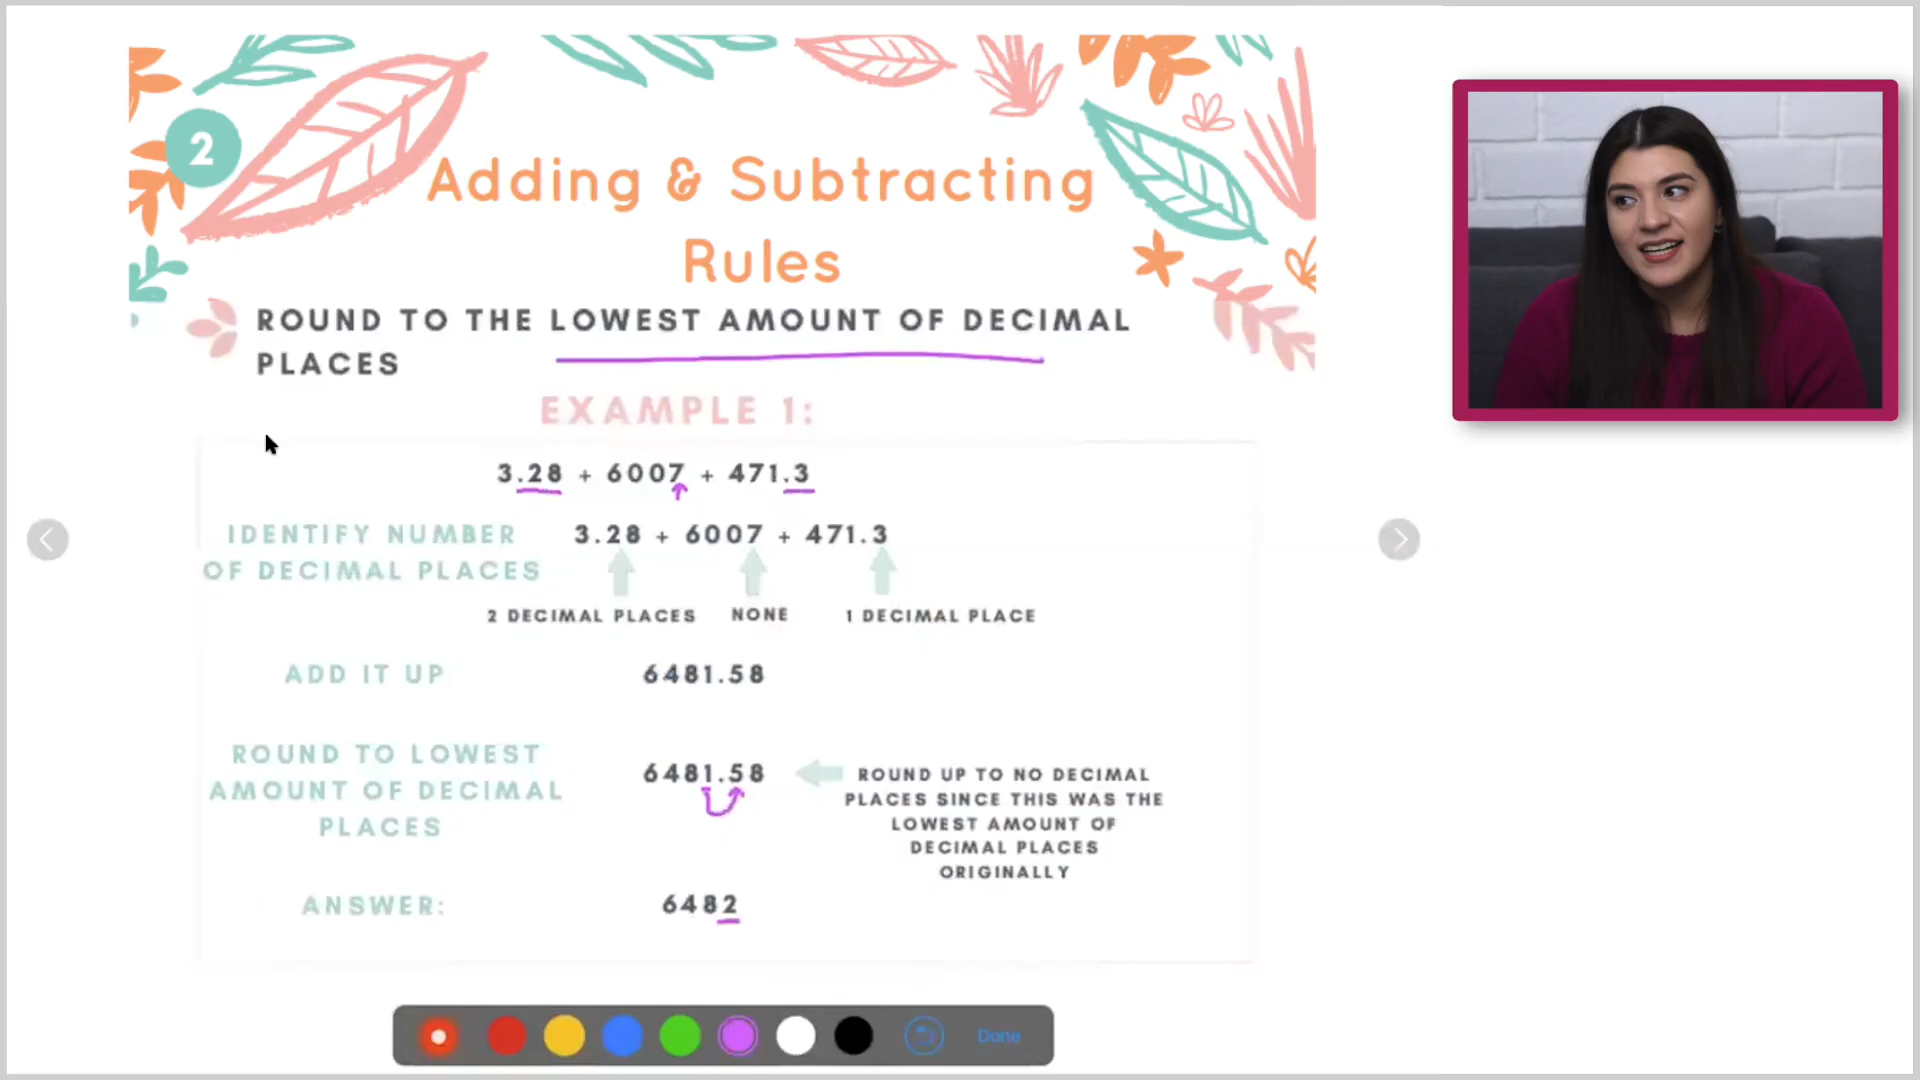 2
Adding & Subtracting
Rules
ROUND TO THE LOWEST AMOUNT OF DECIMAL
PLACES
EXAMPLE 1:
3.28 + 6007 + 471.3
IDENTIFY NUMBER
OF DECIMAL PLACES
3.28 + 6007 + 471.3
2 DECIMAL PLACES NONE 1 DECIMAL PLACE
ADD IT UP
6481.58
ROUND TO LOWEST
AMOUNT OF DECIMAL
PLACES
6481.58
ROUND UP TO NO DECIMAL
PLACES SINCE THIS WAS THE
LOWEST AMOUNT OF
DECIMAL PLACES
ORIGINALLY
ANSWER:
6482
Done